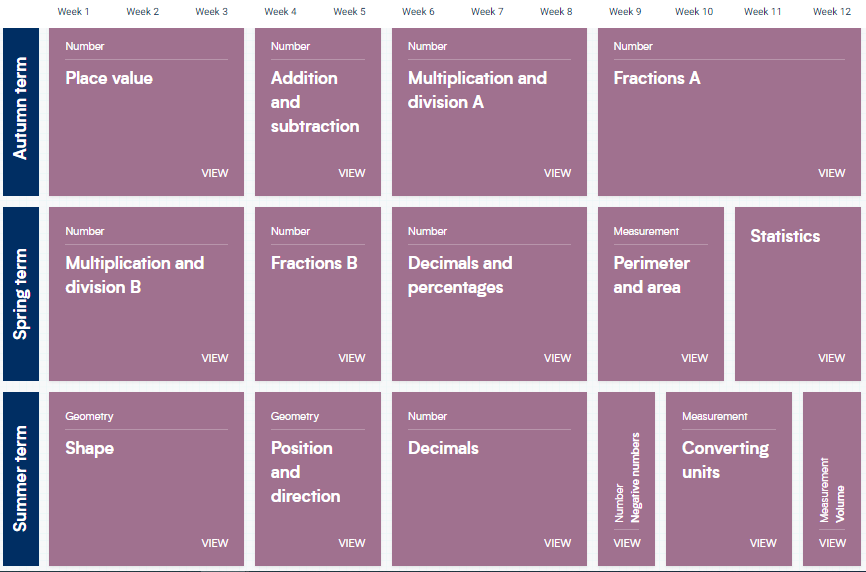 Week 1 Week 2 Week 3 Week 4 Week 5 Week 6 Week 7 Week 8 Week 9 Week 10 Week 11 Week 12
Autumn term
Number
Place value
VIEW
Number
Addition
and
subtraction
VIEW
Number
Multiplication and
division A
VIEW
Number
Fractions A
VIEW
Spring term
Number
Multiplication and
division B
VIEW
Number
Fractions B
VIEW
Number
Decimals and
percentages
VIEW
Measurement
Perimeter
and area
VIEW
Statistics
VIEW
Summer term
Geometry
Shape
VIEW
Geometry
Position
and
direction
VIEW
Number
Decimals
VIEW
Number
Negative numbers
VIEW
Measurement
Converting
units
VIEW
Measurement
Volume
VIEW